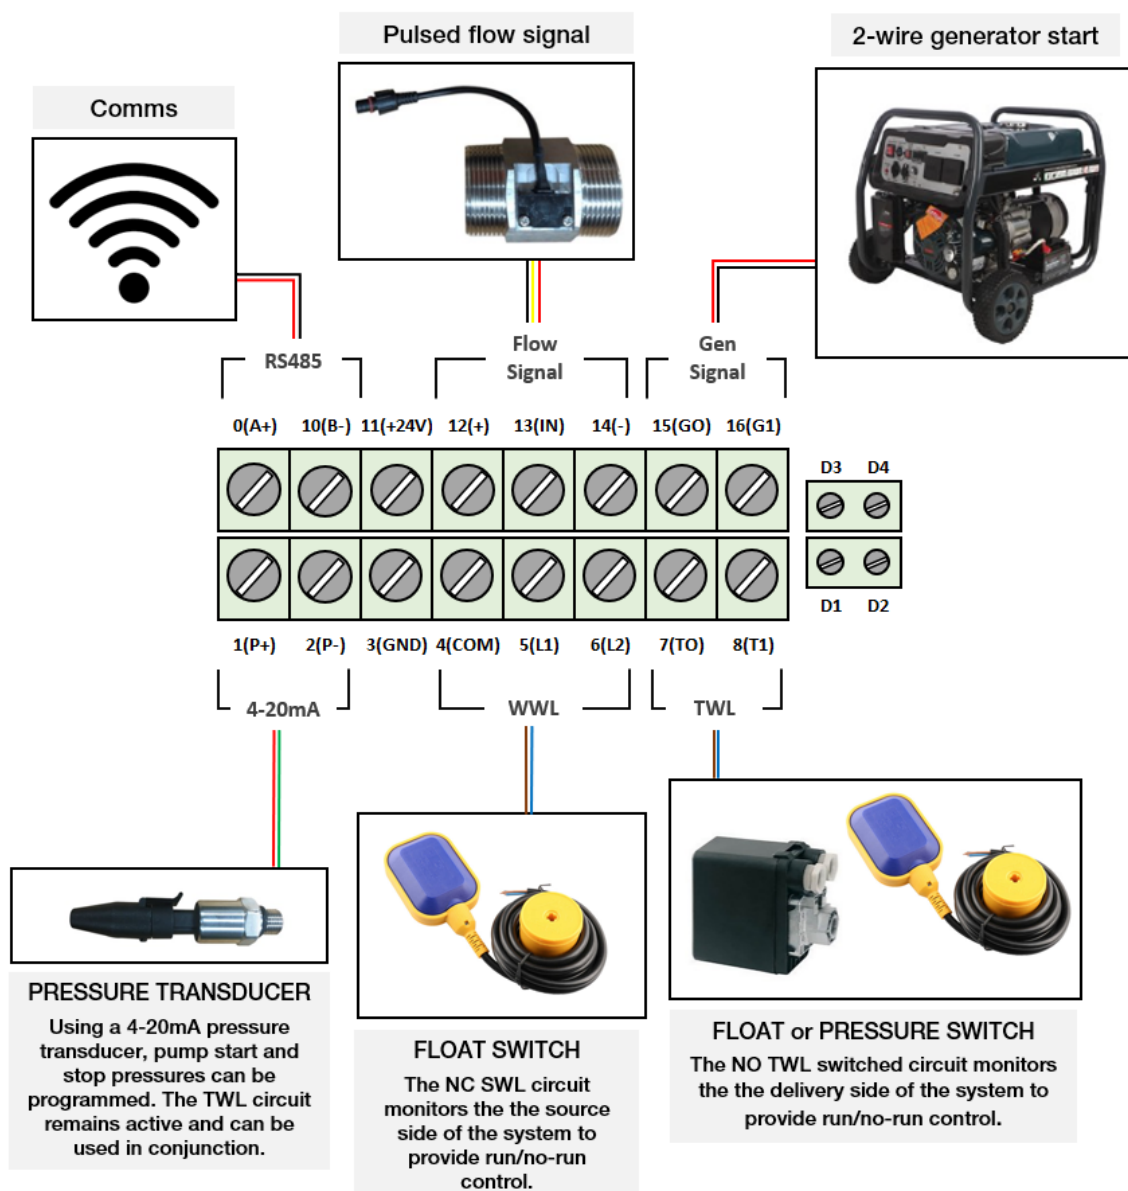 Pulsed flow signal
2-wire generator start
Comms
RS485
Flow
Signal
Gen
Signal
0(A+) 10(B-) 11(+24V) 12(+) 13(IN) 14(-) 15(GO) 16(G1)
D3 D4
D1 D2
1(P+) 2(P-) 3(GND) 4(COM) 5(L1) 6(L2) 7(TO) 8(T1)
4-20mA
WWL
TWL
PRESSURE TRANSDUCER
Using a 4-20mA pressure
transducer, pump start and
stop pressures can be
programmed. The TWL circuit
remains active and can be
used in conjunction.
FLOAT SWITCH
The NC SWL circuit
monitors the the source
side of the system to
provide run/no-run
control.
FLOAT or PRESSURE SWITCH
The NO TWL switched circuit monitors
the the delivery side of the system to
provide run/no-run control.